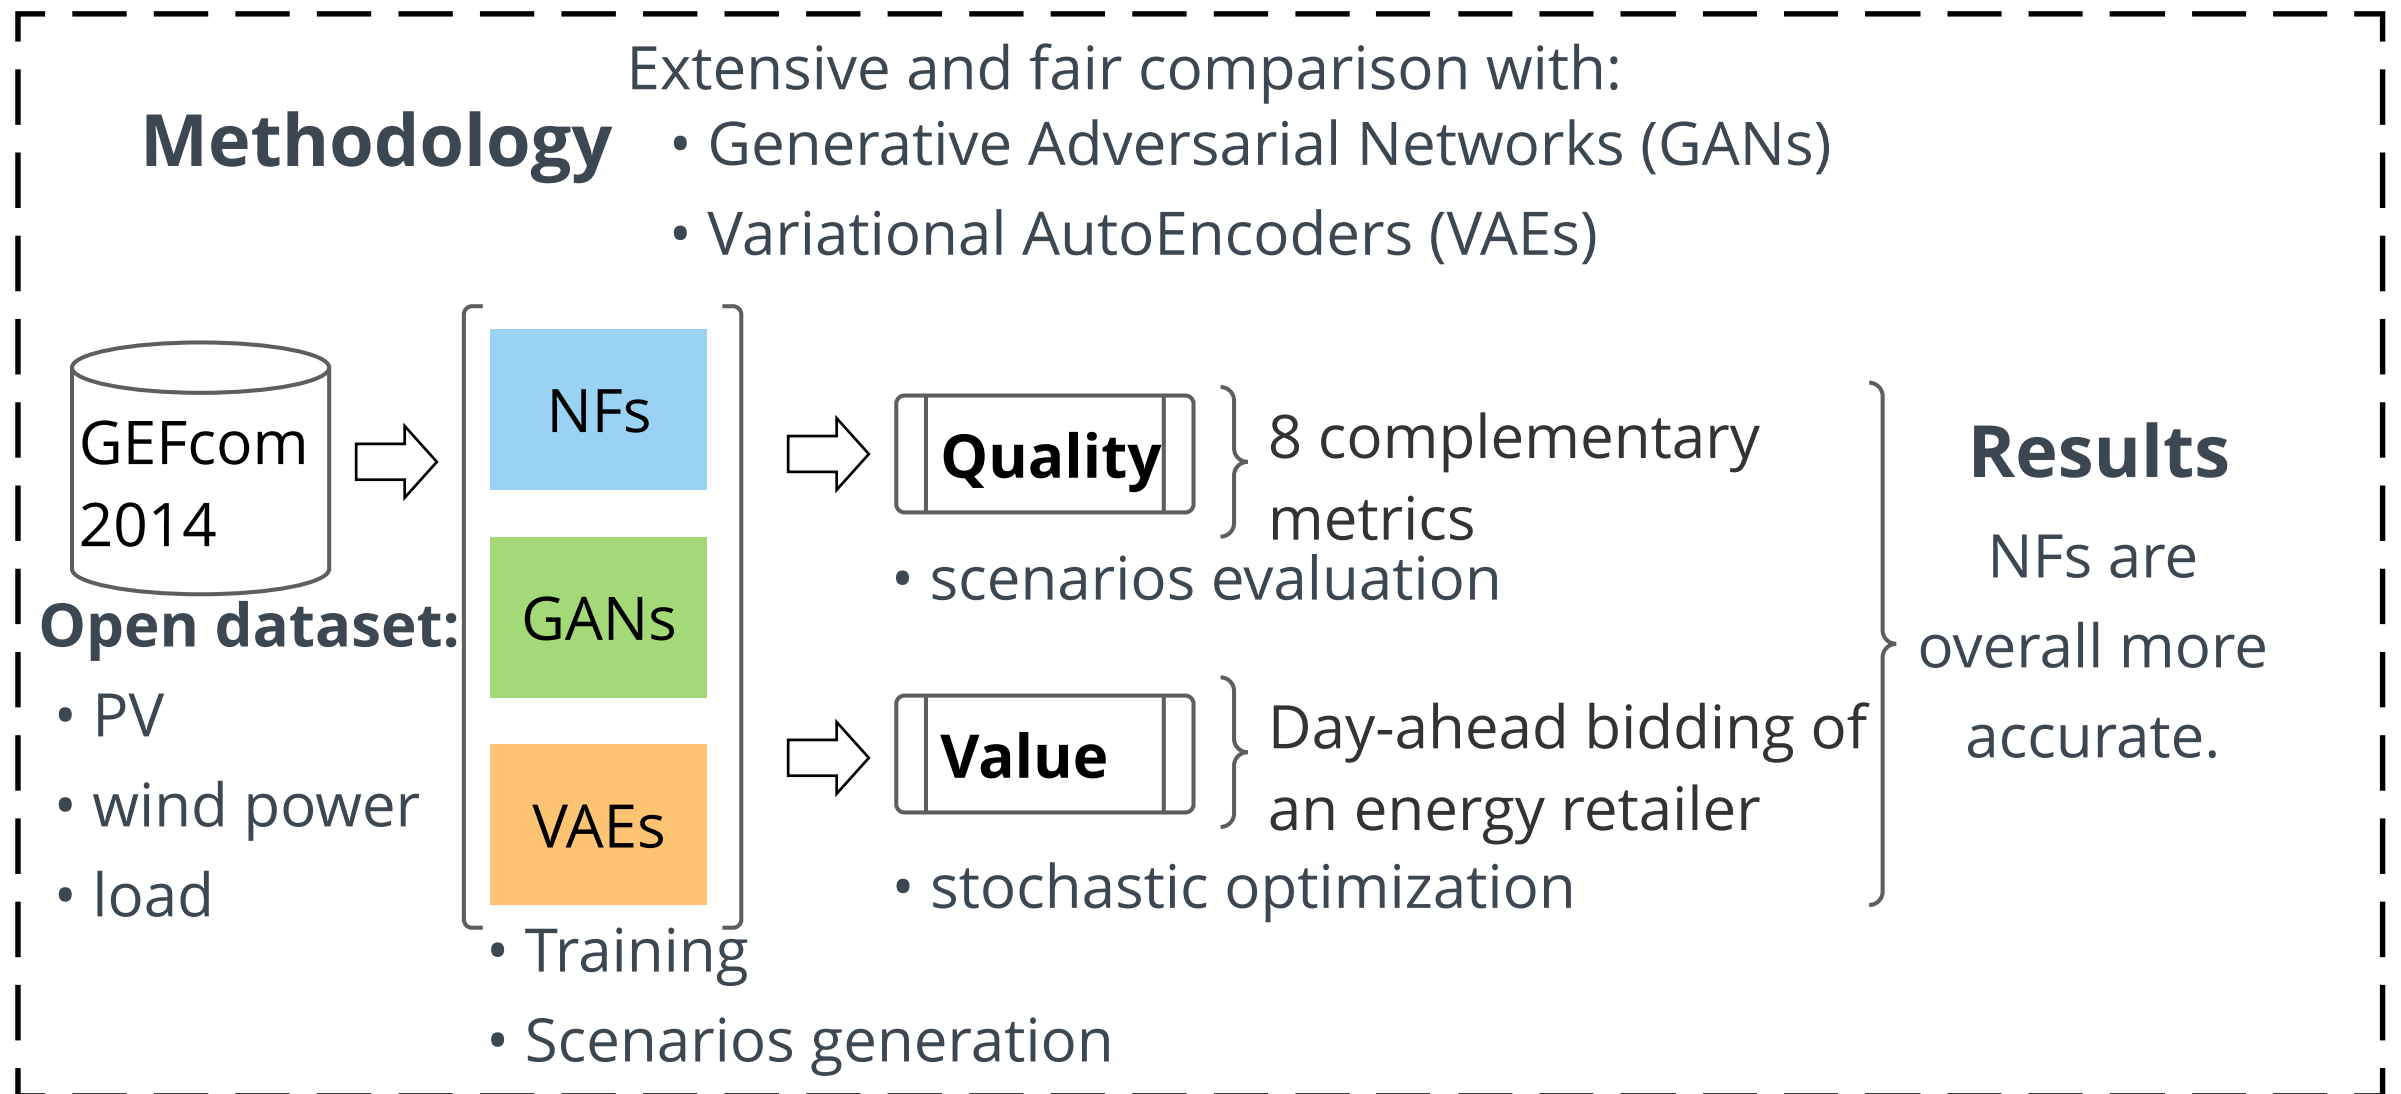 Methodology
Extensive and fair comparison with:
• Generative Adversarial Networks (GANs)
• Variational AutoEncoders (VAEs)
GEFcom
2014
Open dataset:
• PV
• wind power
• load
NFs
GANs
VAEs
• Training
• Scenarios generation
Quality
8 complementary
metrics
• scenarios evaluation
Value
Day-ahead bidding of
an energy retailer
• stochastic optimization
Results
NFs are
overall more
accurate.